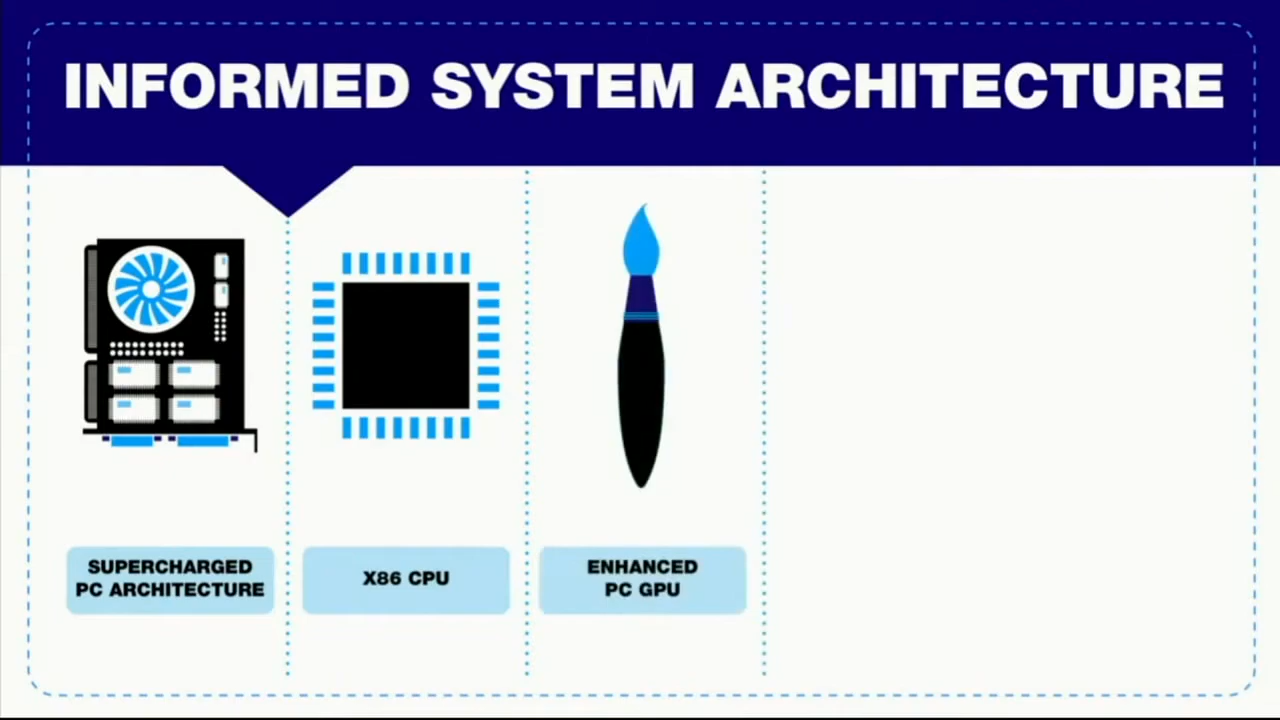 INFORMED SYSTEM ARCHITECTURE
SUPERCHARGED
PC ARCHITECTURE
X86 CPU
ENHANCED
PC GPU